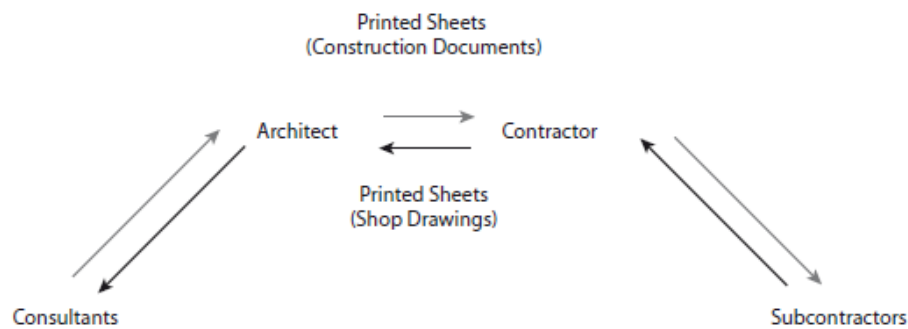 Printed Sheets
(Construction Documents)
Architect
Contractor
Printed Sheets
(Shop Drawings)
Consultants
Subcontractors